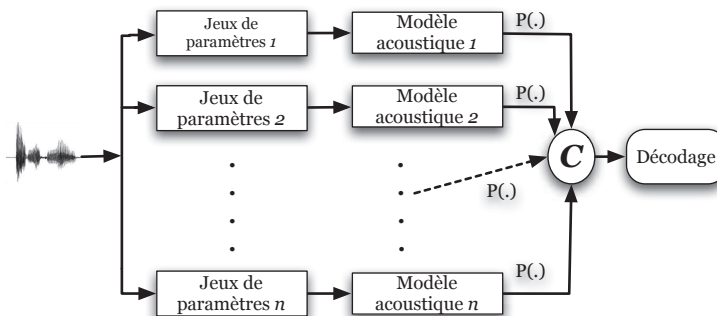 Jeux de
paramètres 1
Modèle
acoustique 1
P(.)
Jeux de
paramètres 2
Modèle
acoustique 2
P(.)
C
Décodage
P(.)
Jeux de
paramètres n
Modèle
acoustique n
P(.)